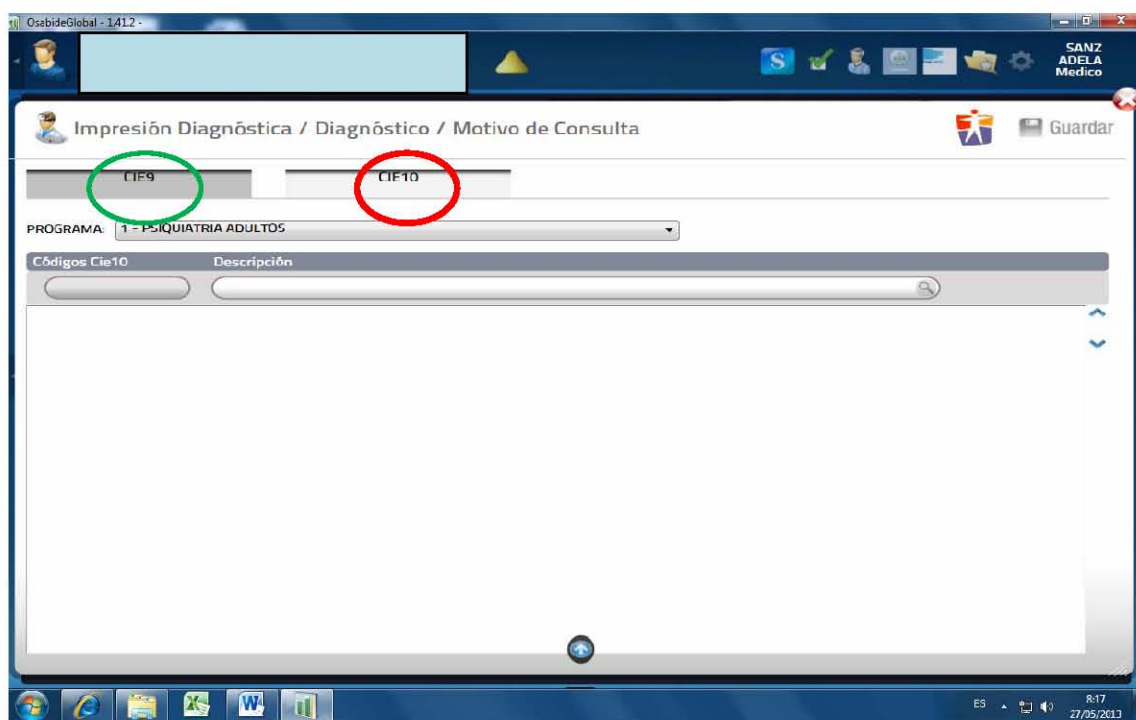 OsabideGlobal - 1.41.2 -
SANZ
ADELA
Medico
S
Impresión Diagnóstica / Diagnóstico / Motivo de Consulta
Guardar
CIE9
CIE10
PROGRAMA: 1 - PSIQUIATRIA ADULTOS
Códigos Cie10 Descripción
W
ES
8:17
27/05/2013